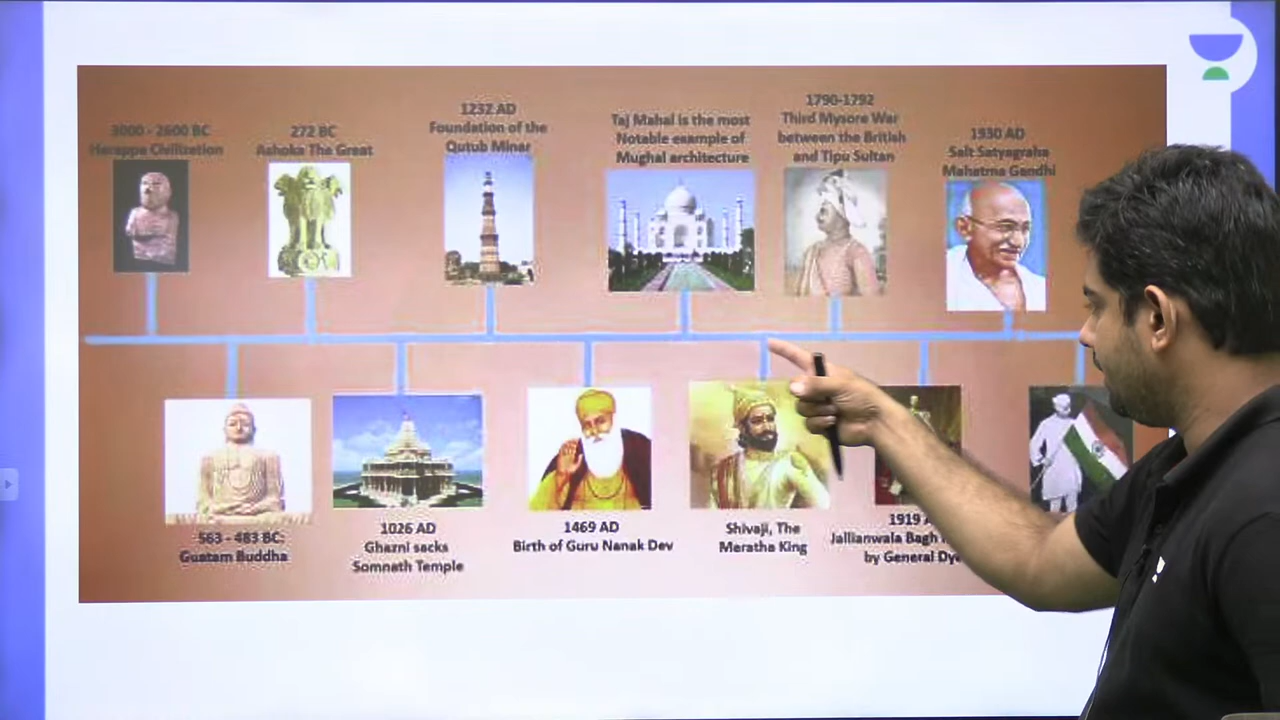 3000 - 2600 BC
Harappa Civilization
272 BC
Ashoka The Great
1232 AD
Foundation of the
Qutub Minar
Taj Mahal is the most
Notable example of
Mughal architecture
1790-1792
Third Mysore War
between the British
and Tipu Sultan
1930 AD
Salt Satyagraha
Mahatma Gandhi
563 - 483 BC:
Guatam Buddha
1026 AD
Ghazni sacks
Somnath Temple
1469 AD
Birth of Guru Nanak Dev
Shivaji, The
Maratha King
1919
Jallianwala Bagh
by General